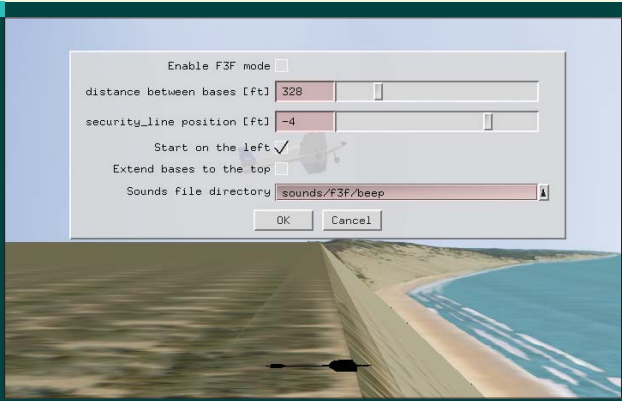 Enable F3F mode
distance between bases [ft] 328
security_line position [ft] -4
Start on the left
Extend bases to the top
Sounds file directory sounds/f3f/beep
OK Cancel